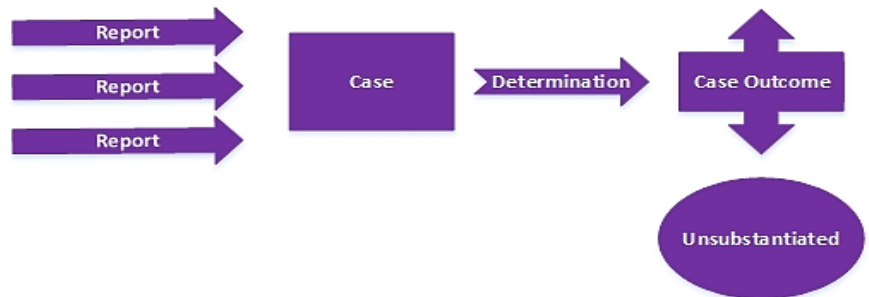 Report
Report
Report
Case
Determination
Case Outcome
Unsubstantiated